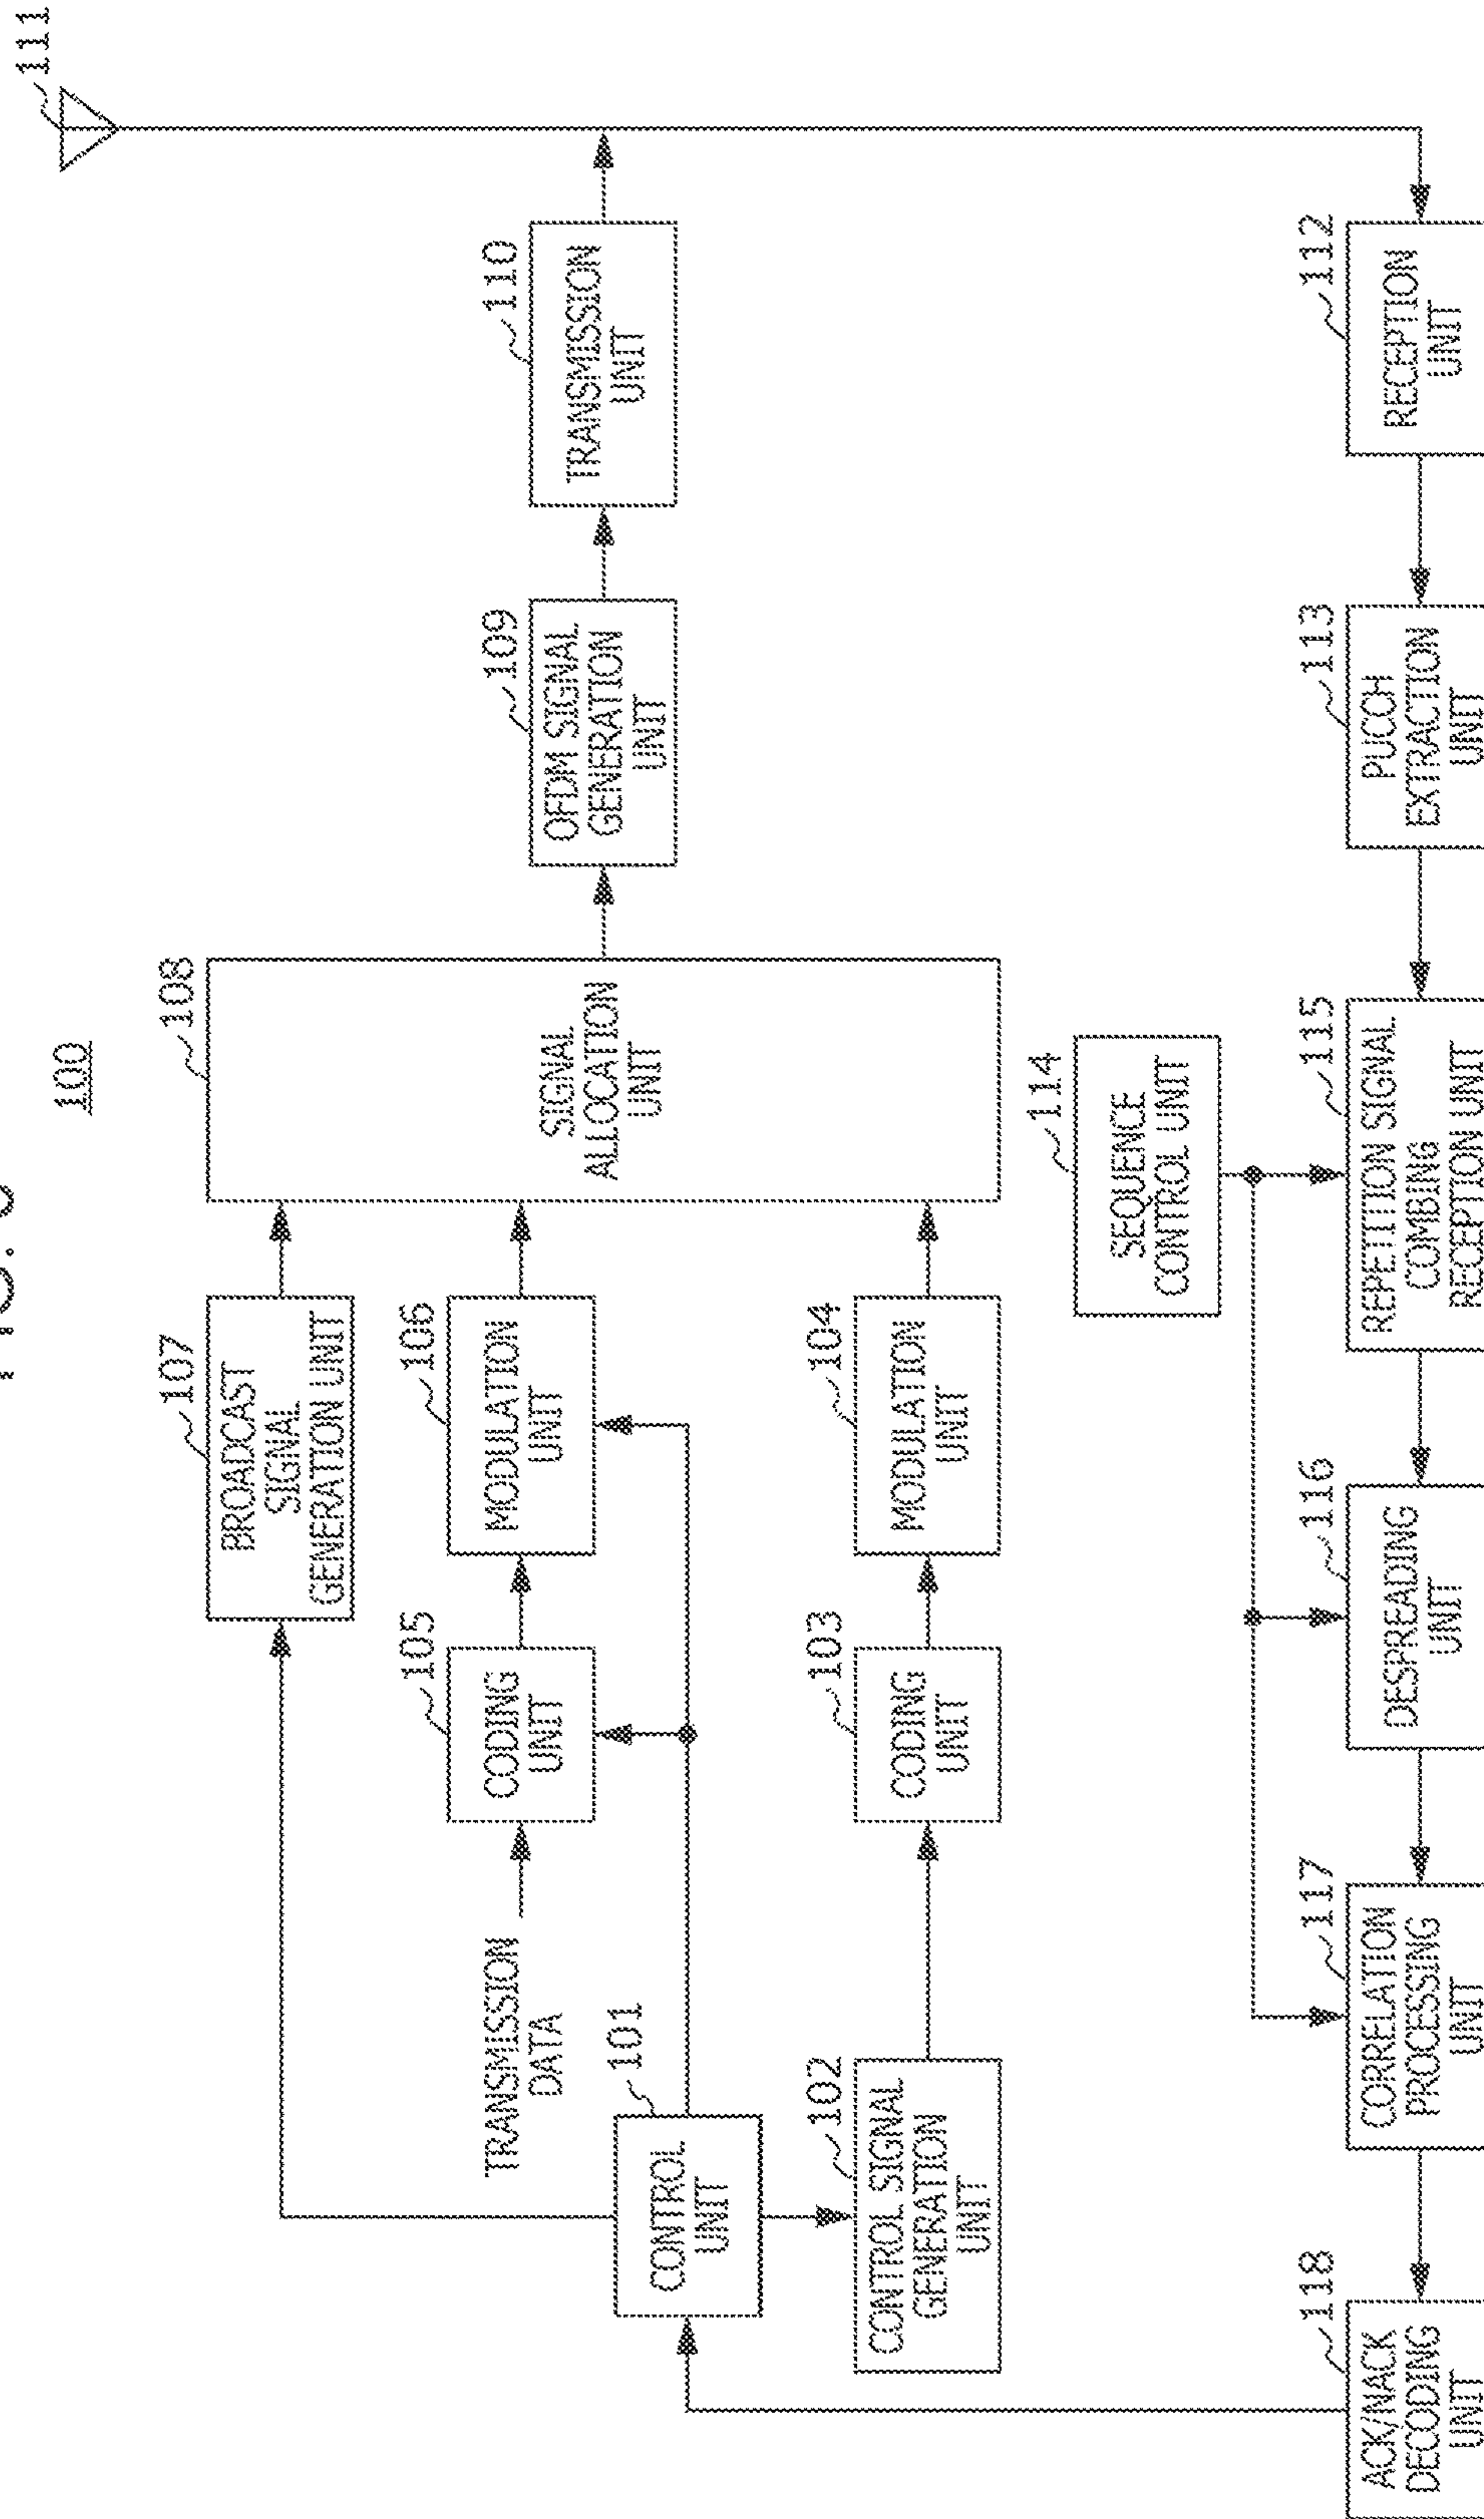 100
111
107
BROADCAST
SIGNAL
GENERATION UNIT
108
SIGNAL
ALLOCATION
UNIT
TRANSMISSION
DATA
105
CODING
UNIT
106
MODULATION
UNIT
109
OFDM SIGNAL
GENERATION
UNIT
110
TRANSMISSION
UNIT
101
CONTROL
UNIT
102
CONTROL SIGNAL
GENERATION
UNIT
103
CODING
UNIT
104
MODULATION
UNIT
114
SEQUENCE
CONTROL UNIT
118
ACK/NACK
DECODING
UNIT
117
CORRELATION
PROCESSING
UNIT
116
DESPREADING
UNIT
115
REPETITION SIGNAL
COMBING
RECEPTION UNIT
113
PUCCH
EXTRACTION
UNIT
112
RECEPTION
UNIT